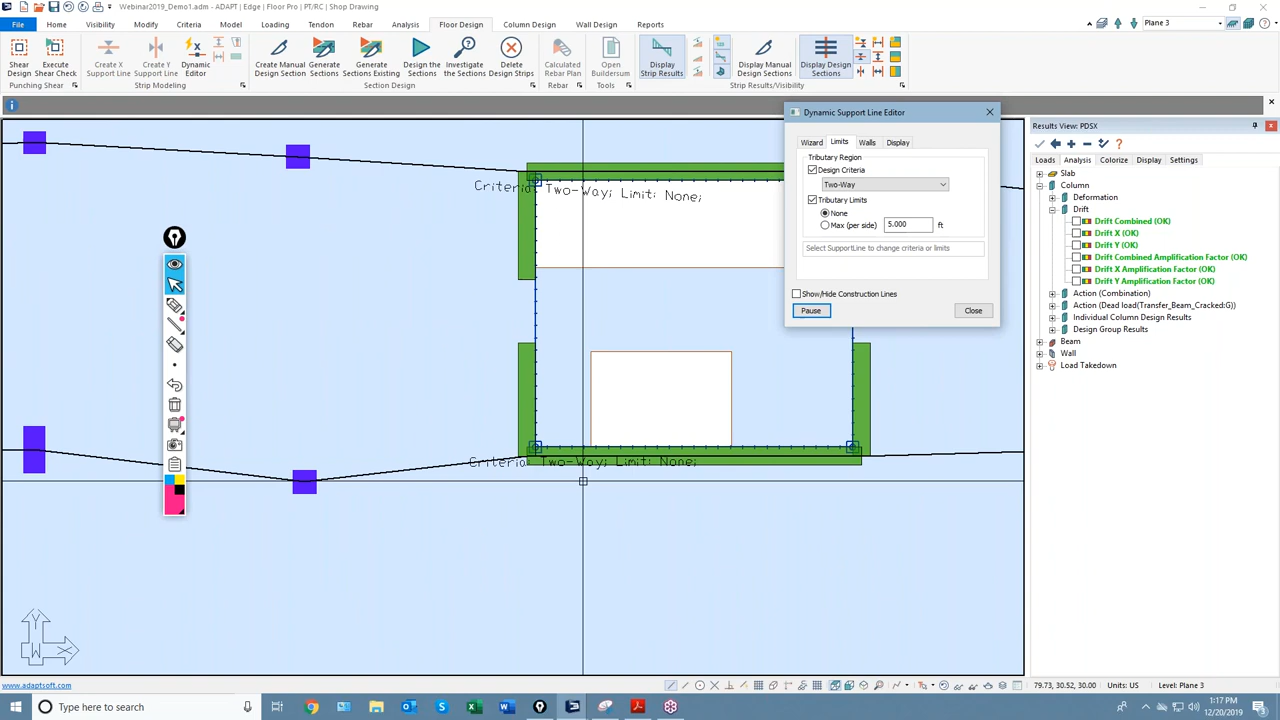 Webinar2019_Demo1.adm - ADAPT | Edge | Floor Pro | PT/RC | Shop Drawing
File Home Visibility Criteria Model Loading Tendon Rebar Analysis Floor Design Column Design Wall Design Reports Plane 3
Shear Design
Execute Shear Check
Create X Support Line
Create Y Support Line
Dynamic Editor
Create Manual Design Section
Generate Sections
Generate Sections Existing
Design the Sections
Investigate the Sections
Delete Design Strips
Calculated Rebar Plan
Open Buildersum
Display Strip Results
Display Manual Design Sections
Display Design Sections
Punching Shear Strip Modeling Section Design Rebar Tools Strip Results/Visibility
Dynamic Support Line Editor
Wizard Limits Walls Display
Tributary Region
Design Criteria
Two-Way
Tributary Limits
None
Max (per side) 5.000 ft
Select SupportLine to change criteria or limits
Show/Hide Construction Lines
Pause Close
Results View: PDSX
Loads Analysis Colorize Display Settings
Slab
Column
Deformation
Drift
Drift Combined (OK)
Drift X (OK)
Drift Y (OK)
Drift Combined Amplification Factor (OK)
Drift X Amplification Factor (OK)
Drift Y Amplification Factor (OK)
Action (Combination)
Action (Dead load(Transfer_Beam_Cracked:G))
Individual Column Design Results
Design Group Results
Beam
Wall
Load Takedown
Criteria: Two-Way; Limit: None;
Criteria: Two-Way; Limit: None;
Y
W X
www.adaptsoft.com
79.73, 30.52, 30.00 Units: US Level: Plane 3
Type here to search
1:17 PM
12/20/2019